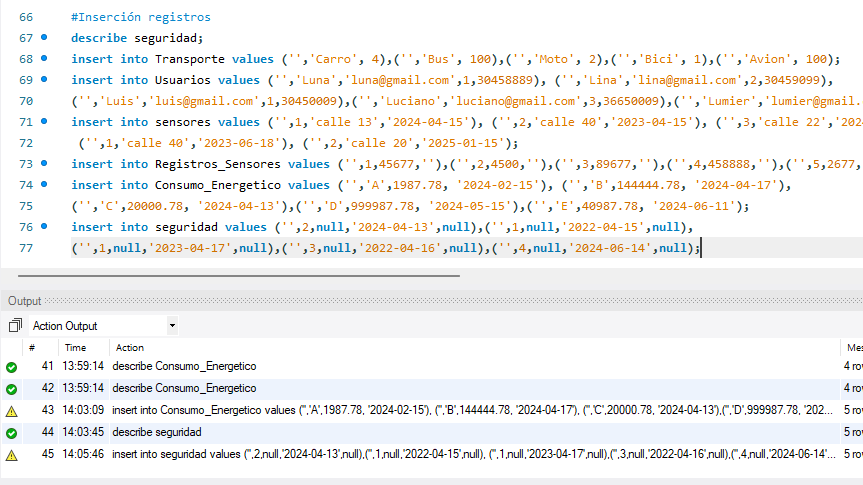 66 #Inserción registros
67 describe seguridad;
68 insert into Transporte values ('','Carro', 4),('','Bus', 100),('','Moto', 2),('','Bici', 1),('','Avion', 100);
69 insert into Usuarios values ('','Luna','luna@gmail.com',1,30458889), ('','Lina','lina@gmail.com',2,30459099),
70 ('','Luis','luis@gmail.com',1,30450009),('','Luciano','luciano@gmail.com',3,36650009),('','Lumier','lumier@gmail.
71 insert into sensores values ('',1,'calle 13','2024-04-15'), ('',2,'calle 40','2023-04-15'), ('',3,'calle 22','202
72 ('',1,'calle 40','2023-06-18'), ('',2,'calle 20','2025-01-15');
73 insert into Registros_Sensores values ('',1,45677,''),('',2,4500,''),('',3,89677,''),('',4,458888,''),('',5,2677,
74 insert into Consumo_Energetico values ('','A',1987.78, '2024-02-15'), ('','B',144444.78, '2024-04-17'),
75 ('','C',20000.78, '2024-04-13'),('','D',999987.78, '2024-05-15'),('','E',40987.78, '2024-06-11');
76 insert into seguridad values ('',2,null,'2024-04-13',null),('',1,null,'2022-04-15',null),
77 ('',1,null,'2023-04-17',null),('',3,null,'2022-04-16',null),('',4,null,'2024-06-14',null);
Output
Action Output
# Time Action Mes
41 13:59:14 describe Consumo_Energetico 4 row
42 13:59:14 describe Consumo_Energetico 4 row
43 14:03:09 insert into Consumo_Energetico values ('','A',1987.78, '2024-02-15'), ('','B',144444.78, '2024-04-17'), ('','C',20000.78, '2024-04-13'),('','D',999987.78, '202... 5 row
44 14:03:45 describe seguridad 4 row
45 14:05:46 insert into seguridad values ('',2,null,'2024-04-13',null),('',1,null,'2022-04-15',null), ('',1,null,'2023-04-17',null),('',3,null,'2022-04-16',null),('',4,null,'2024-06-14'... 5 row